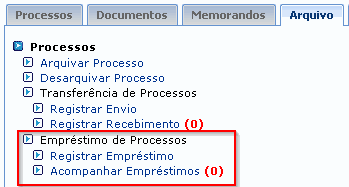 Processos Documentos Memorandos Arquivo
Processos
Arquivar Processo
Desarquivar Processo
Transferência de Processos
Registrar Envio
Registrar Recebimento (0)
Empréstimo de Processos
Registrar Empréstimo
Acompanhar Empréstimos (0)